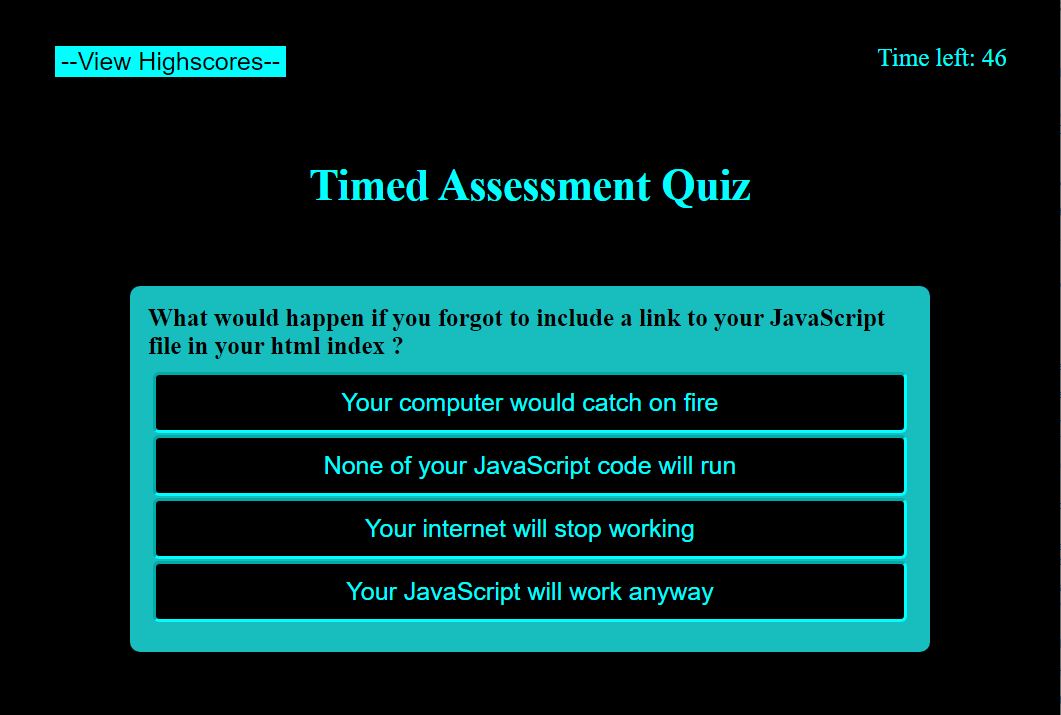 --View Highscores--
Time left: 46
Timed Assessment Quiz
What would happen if you forgot to include a link to your JavaScript
file in your html index ?
Your computer would catch on fire
None of your JavaScript code will run
Your internet will stop working
Your JavaScript will work anyway